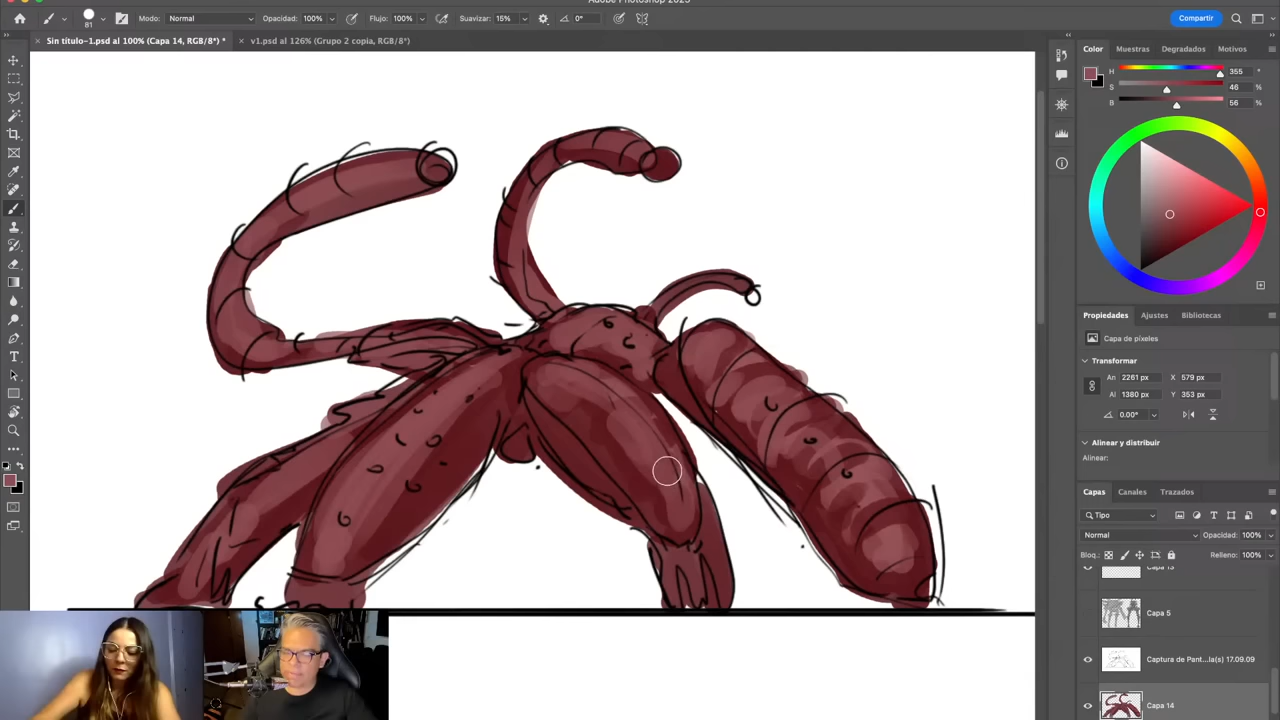 Adobe Photoshop 2025
Modo: Normal Opacidad: 100% Flujo: 100% Suavizar: 15% 0° Compartir
Sin título-1.psd al 100% (Capa 14, RGB/8*) * v1.psd al 126% (Grupo 2 copia, RGB/8*)
Color Muestras Degradados Motivos
H 355 °
S 46 %
B 56 %
Propiedades Ajustes Bibliotecas
Capa de píxeles
Transformar
An 2261 px X 579 px
Al 1380 px Y 353 px
0.00°
Alinear y distribuir
Alinear:
Capas Canales Trazados
Tipo
Normal Opacidad: 100%
Bloq.: Relleno: 100%
Capa 13
Capa 5
Captura de Pant...la(s) 17.09.09
Capa 14